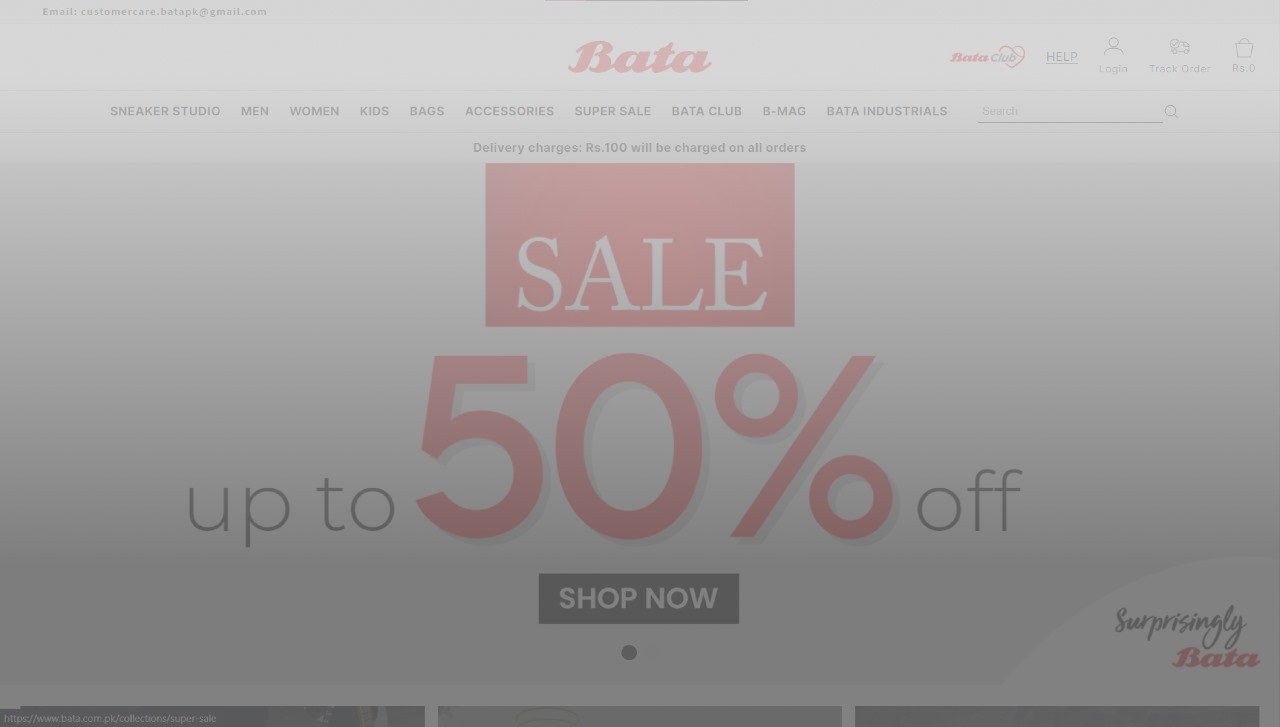 Email: customercare.batapk@gmail.com
Bata
Bata Club
HELP
Login
Track Order
Rs.0
SNEAKER STUDIO MEN WOMEN KIDS BAGS ACCESSORIES SUPER SALE BATA CLUB B-MAG BATA INDUSTRIALS Search
Delivery charges: Rs.100 will be charged on all orders
SALE
up to 50% off
SHOP NOW
Surprisingly
Bata
https://www.bata.com.pk/collections/super-sale